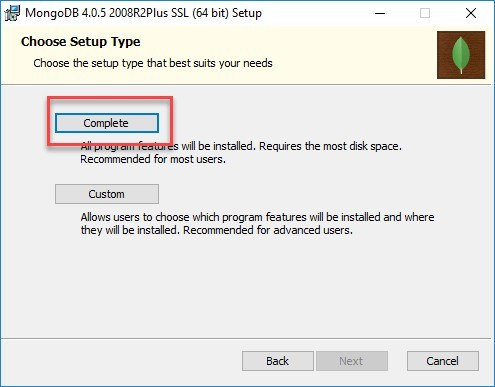 MongoDB 4.0.5 2008R2Plus SSL (64 bit) Setup
Choose Setup Type
Choose the setup type that best suits your needs
Complete
All program features will be installed. Requires the most disk space.
Recommended for most users.
Custom
Allows users to choose which program features will be installed and where
they will be installed. Recommended for advanced users.
Back
Next
Cancel